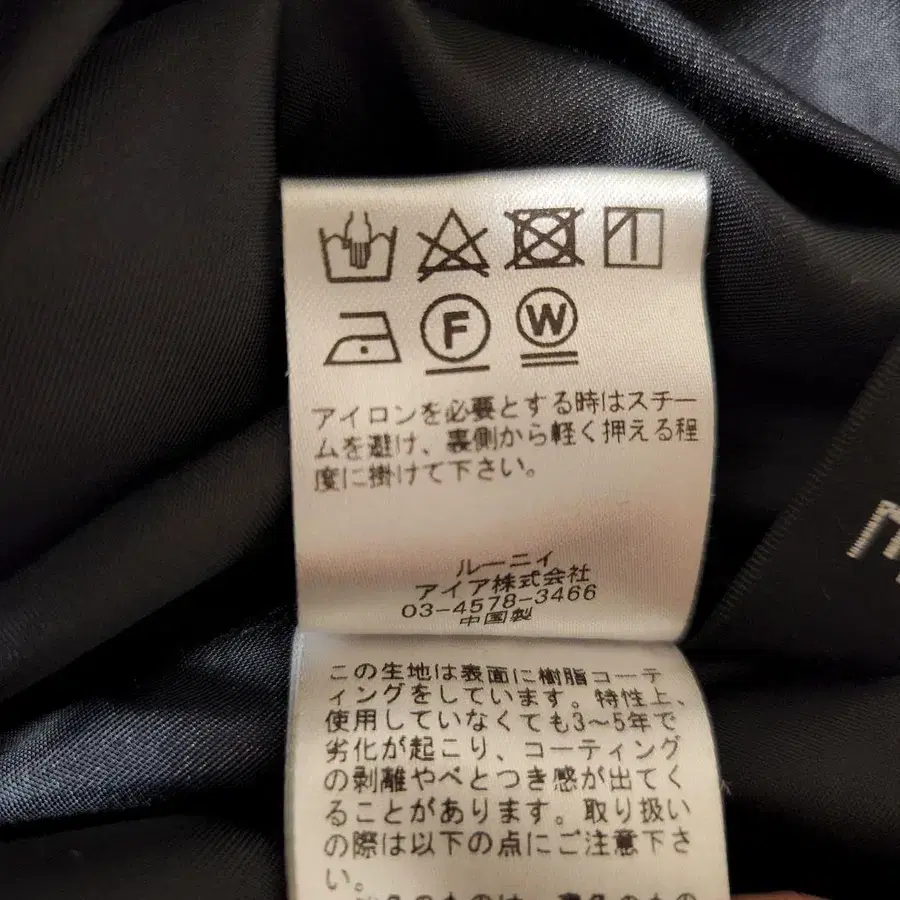 F
W
アイロンを必要とする時はスチー
ムを避け、裏側から軽く押える程
度に掛けて下さい。
ルーニィ
アイア株式会社
03-4578-3466
中国製
この生地は表面に樹脂コーテ
ィングをしています。特性上、
使用していなくても3〜5年で
劣化が起こり、コーティング
の剥離やべとつき感が出てく
ることがあります。取り扱い
の際は以下の点にご注意下さ
い。